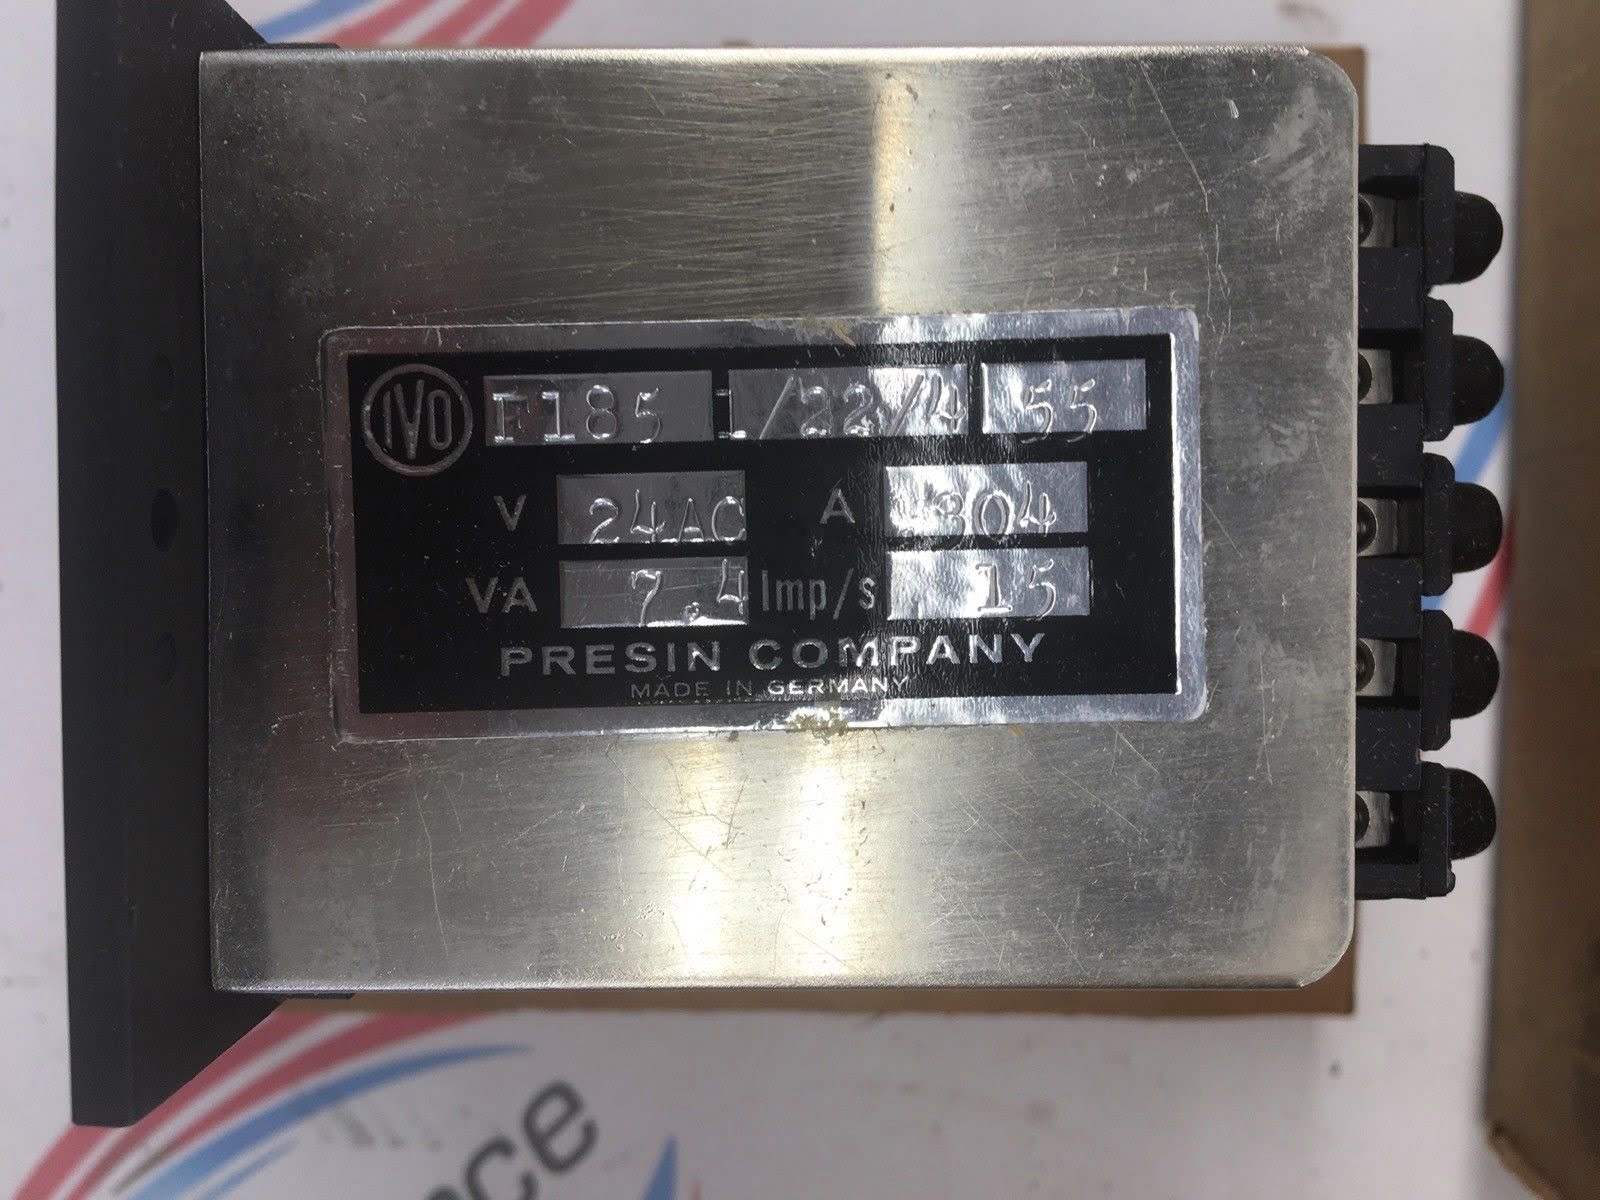 IVO F185 1/22/4 55
V 24AC A .304
VA 7.4 Imp/s 15
PRESIN COMPANY
MADE IN GERMANY